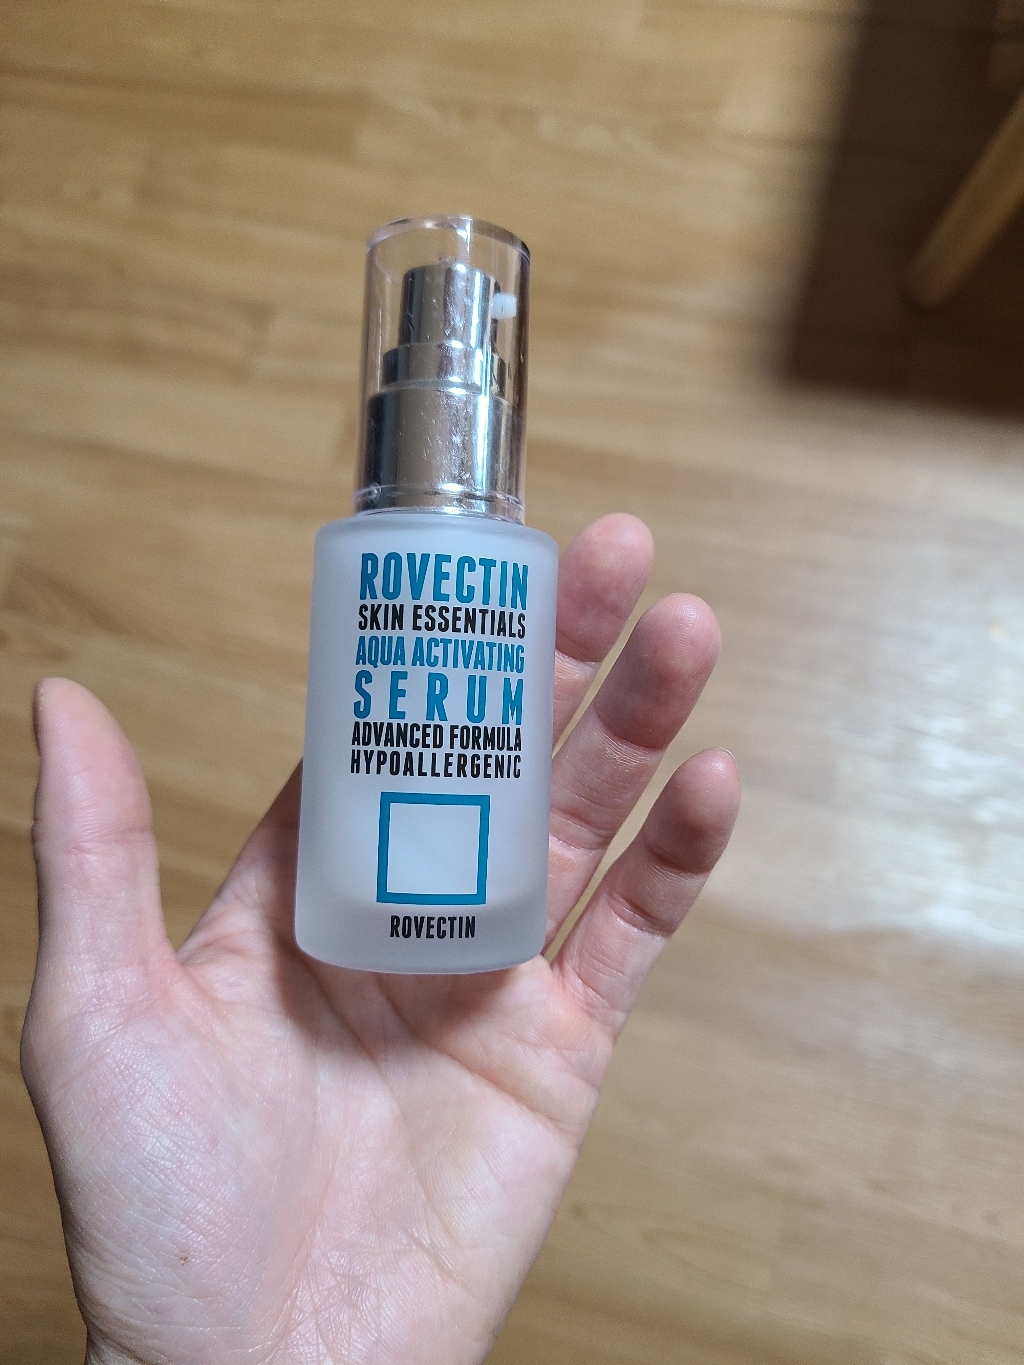 ROVECTIN
SKIN ESSENTIALS
AQUA ACTIVATING
SERUM
ADVANCED FORMULA
HYPOALLERGENIC
ROVECTIN